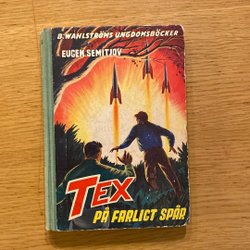 B. WAHLSTRÖMS UNGDOMSBÖCKER
EUGEN SEMITJOV
TEX
PÅ FARLIGT SPÅR